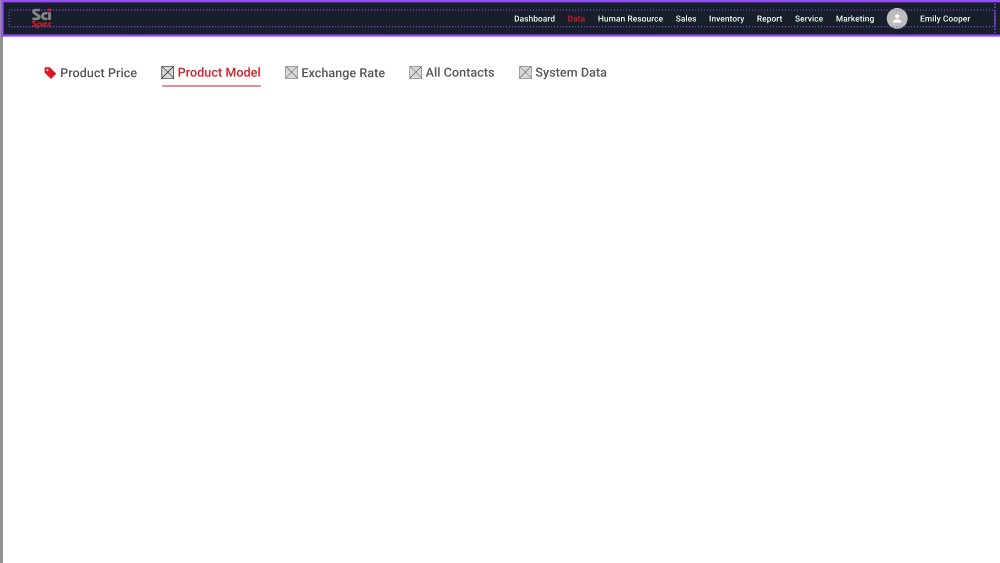 Sci
Spec
Dashboard Data Human Resource Sales Inventory Report Service Marketing Emily Cooper
Product Price Product Model Exchange Rate All Contacts System Data